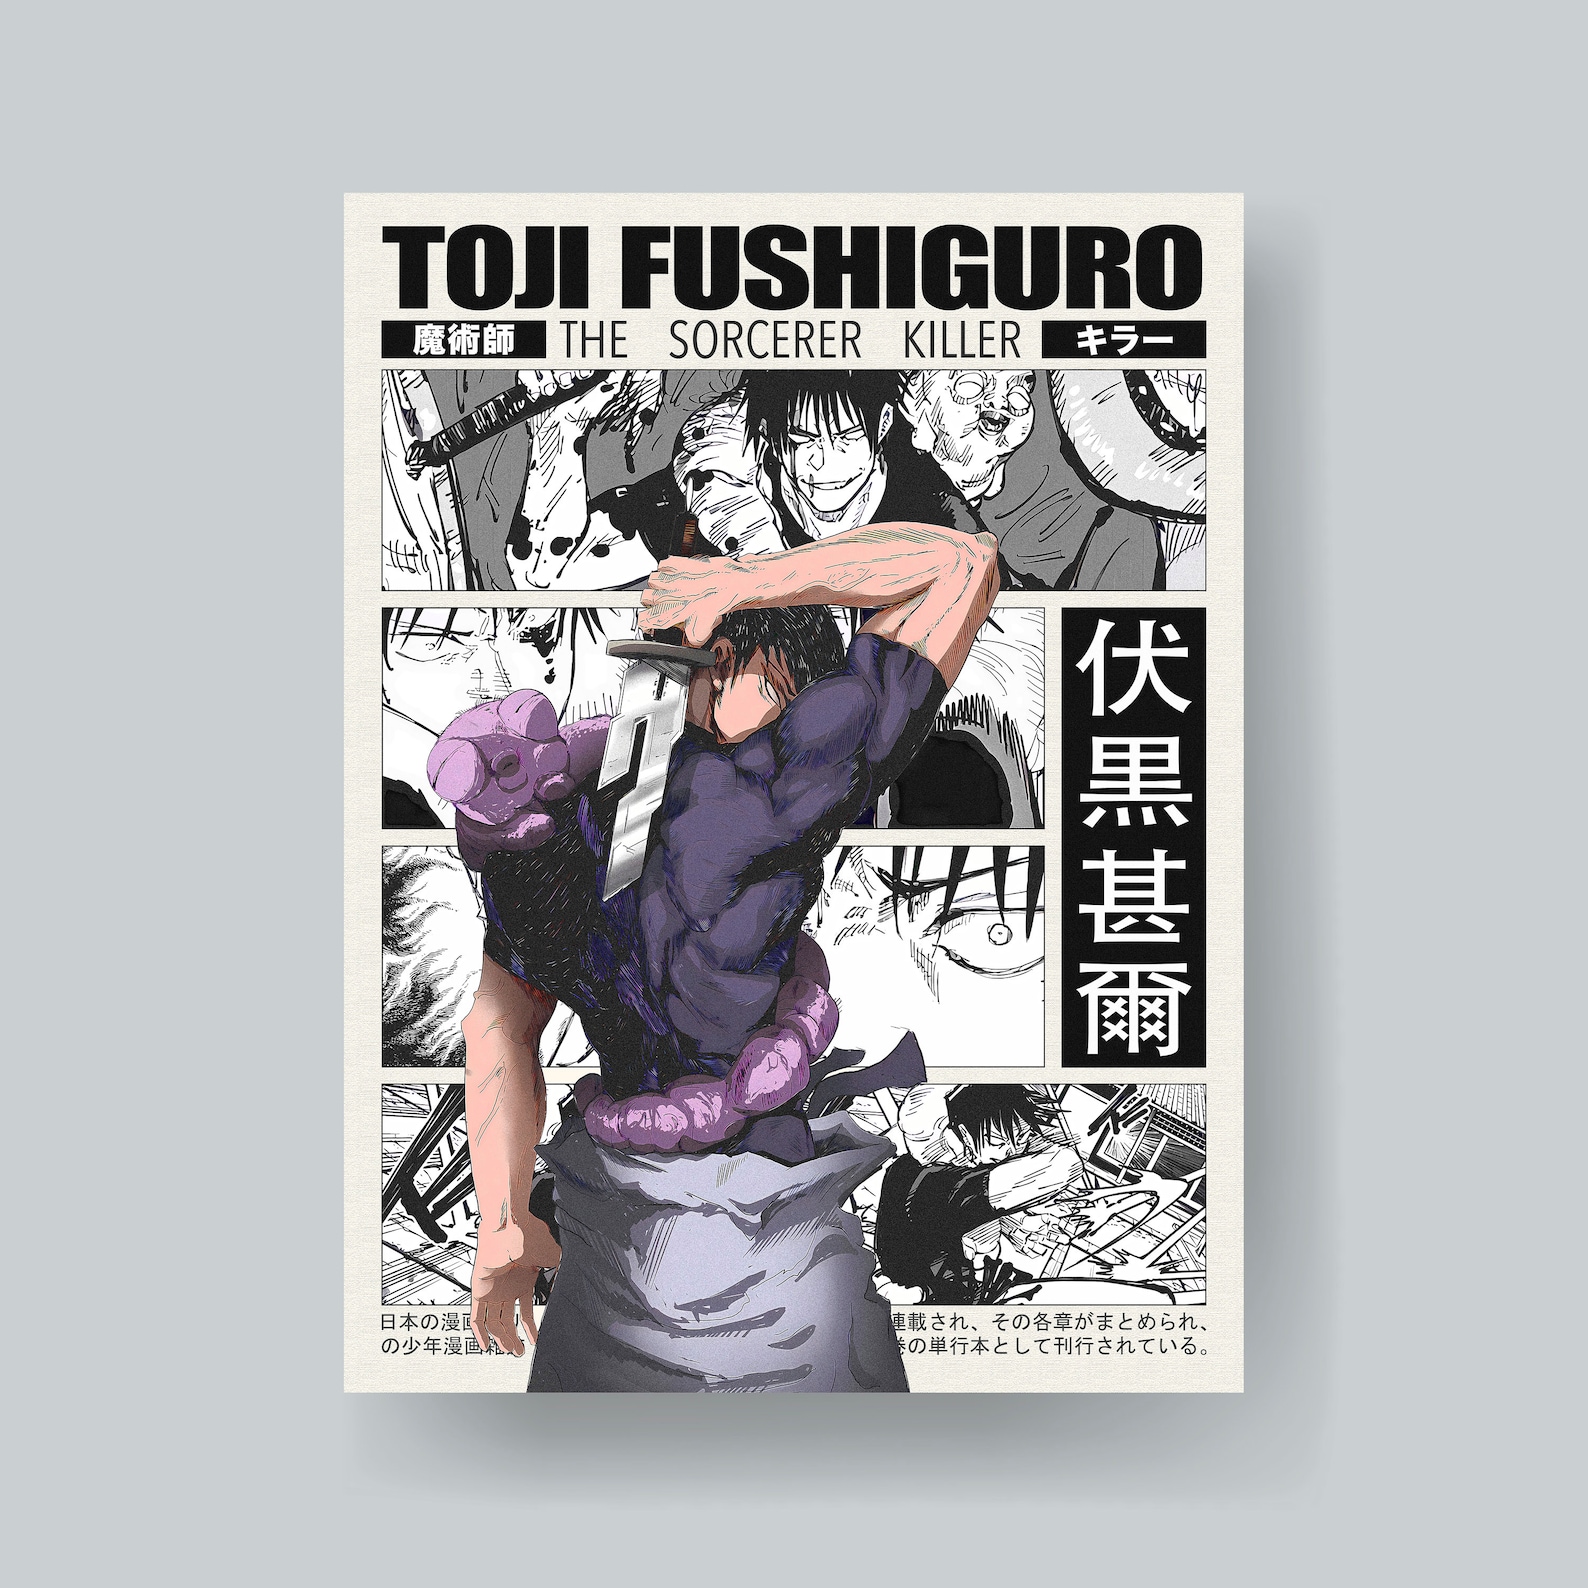 TOJI FUSHIGURO
魔術師 THE SORCERER KILLER キラー
伏黒甚爾
日本の漫画 連載され、その各章がまとめられ、
の少年漫画雑 の単行本として刊行されている。